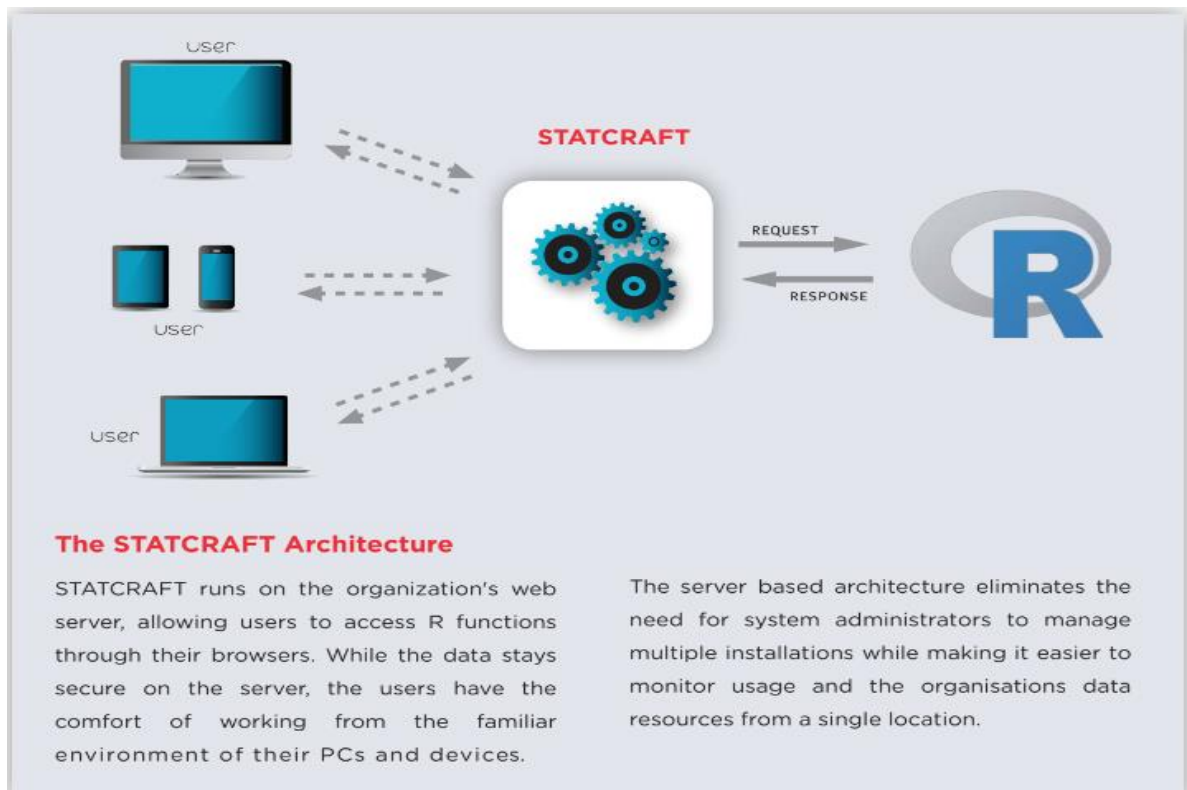 user
STATCRAFT
REQUEST
R
RESPONSE
user
user
The STATCRAFT Architecture
STATCRAFT runs on the organization's web
server, allowing users to access R functions
through their browsers. While the data stays
secure on the server, the users have the
comfort of working from the familiar
environment of their PCs and devices.
The server based architecture eliminates the
need for system administrators to manage
multiple installations while making it easier to
monitor usage and the organisations data
resources from a single location.